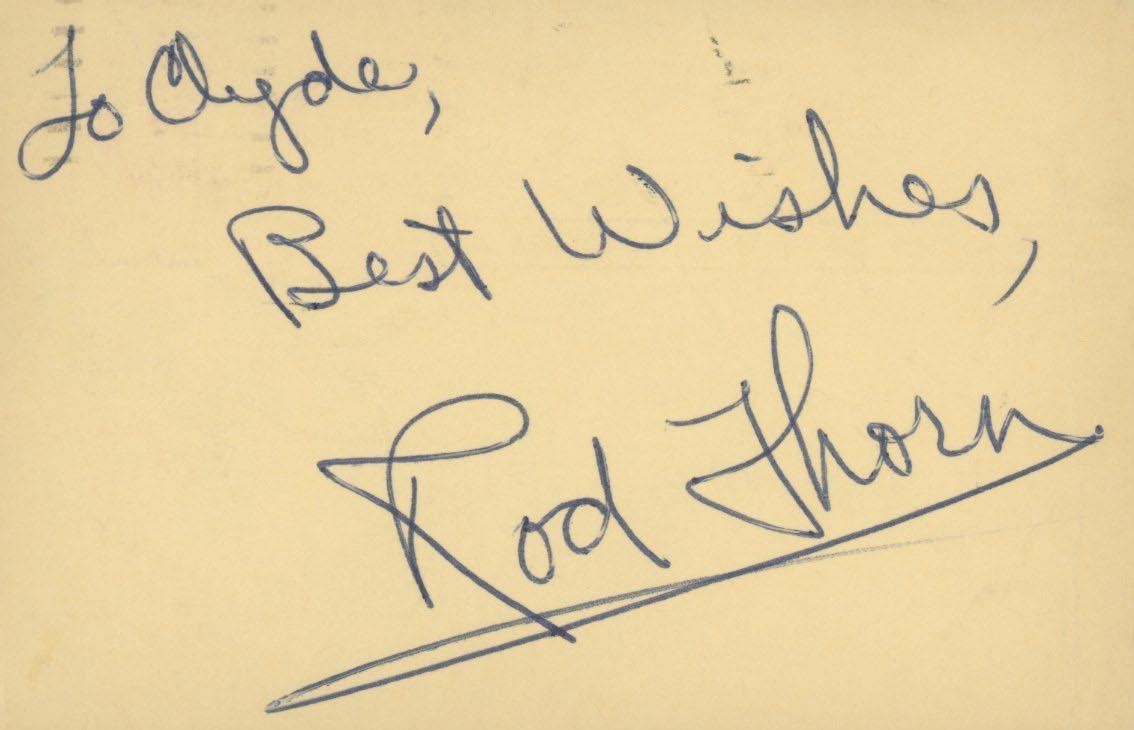 To Clyde,
Best Wishes,
Rod Thorn